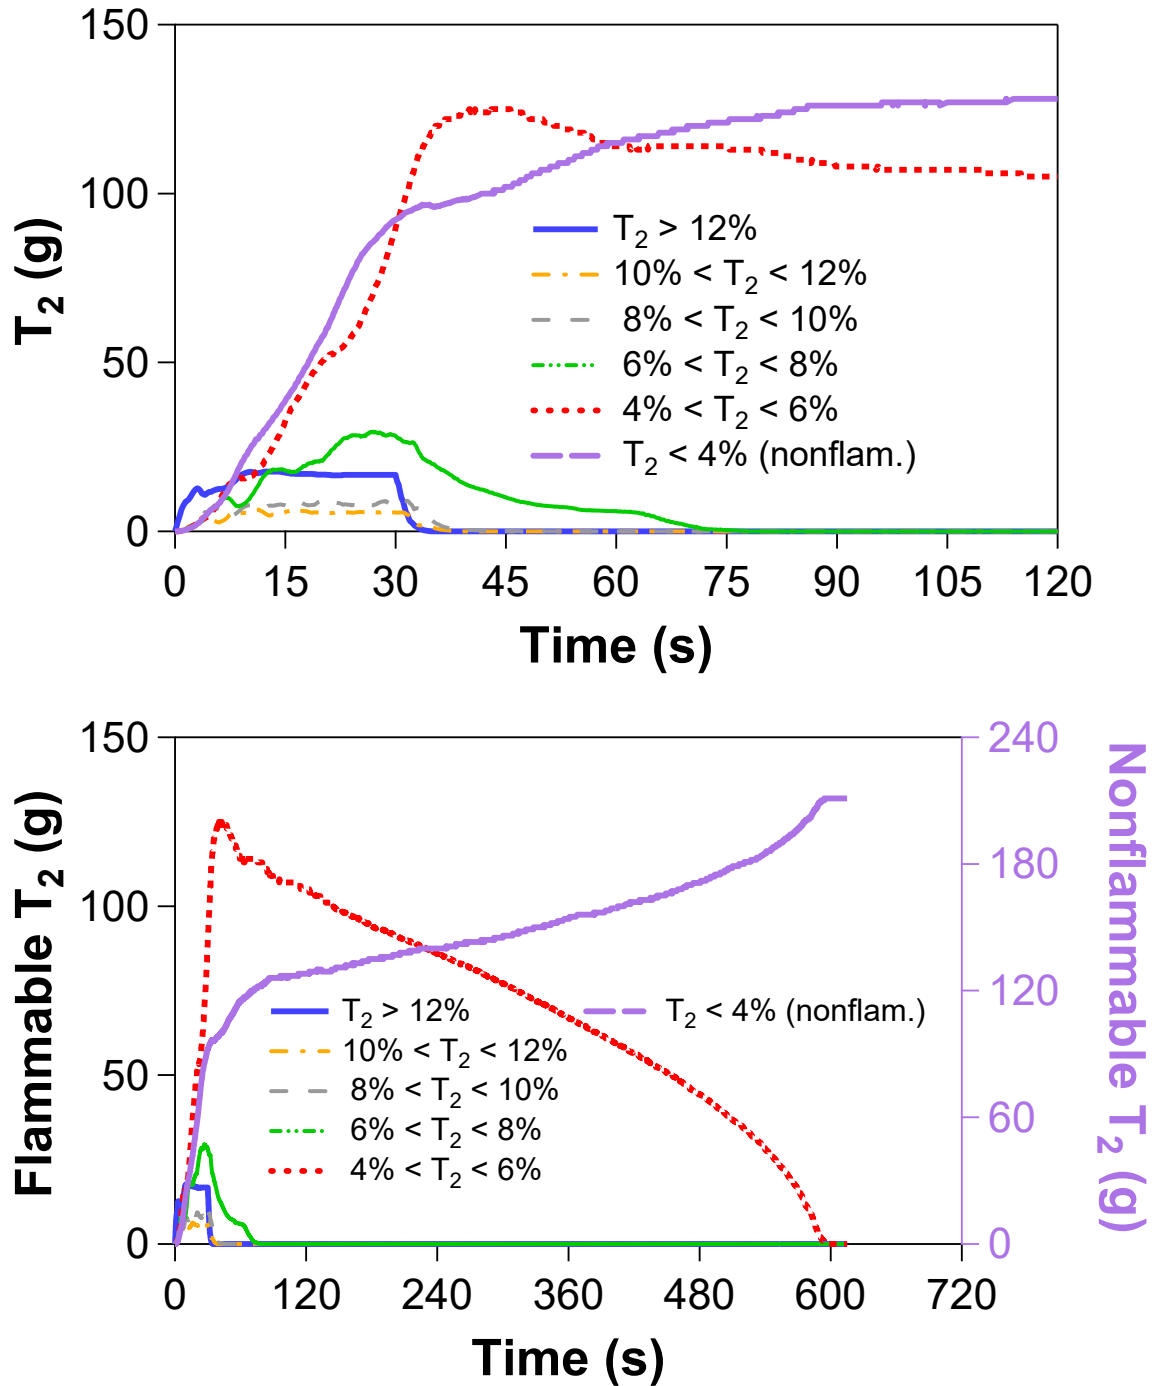 150
100
50
0
T2 (g)
T2 > 12%
10% < T2 < 12%
8% < T2 < 10%
6% < T2 < 8%
4% < T2 < 6%
T2 < 4% (nonflam.)
0 15 30 45 60 75 90 105 120
Time (s)
150
100
50
0
Flammable T2 (g)
240
180
120
60
0
Nonflammable T2 (g)
T2 > 12%
10% < T2 < 12%
8% < T2 < 10%
6% < T2 < 8%
4% < T2 < 6%
T2 < 4% (nonflam.)
0 120 240 360 480 600 720
Time (s)